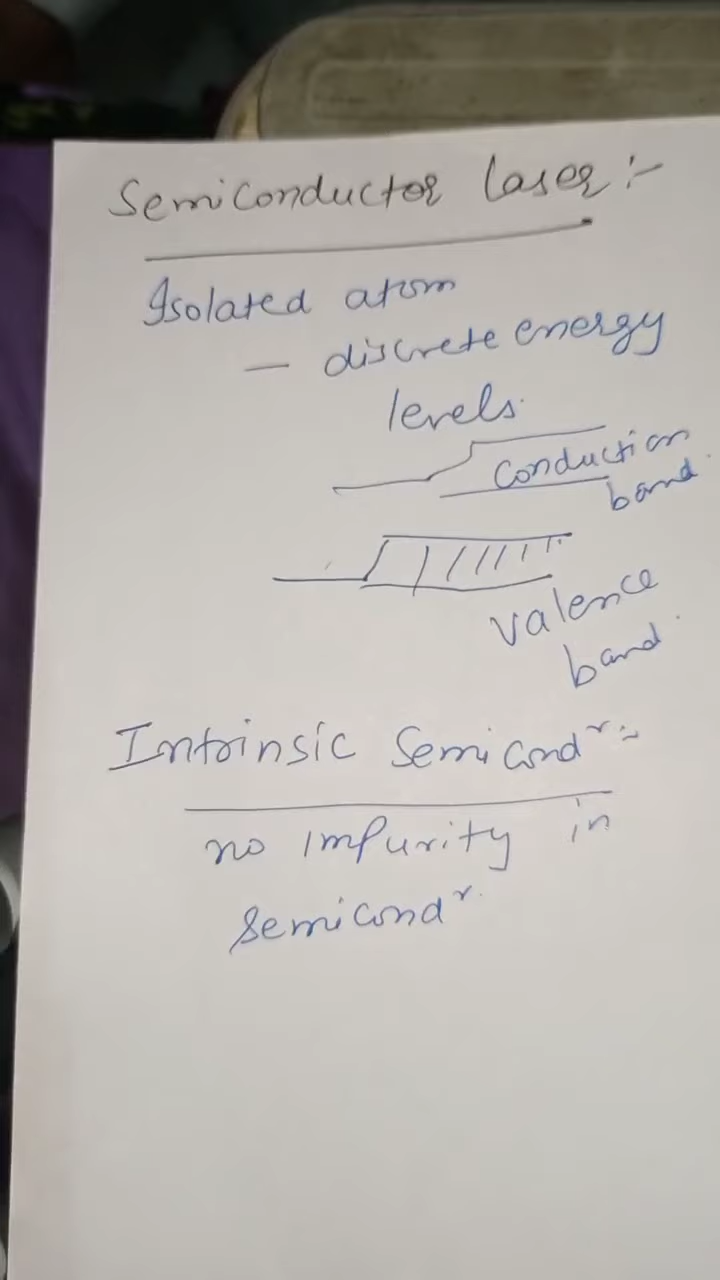 Semiconductor laser :-
Isolated atom
— discrete energy
levels.
Conduction
band.
Valence
band.
Intrinsic Semicondʳ :-
no impurity in
semicondʳ.